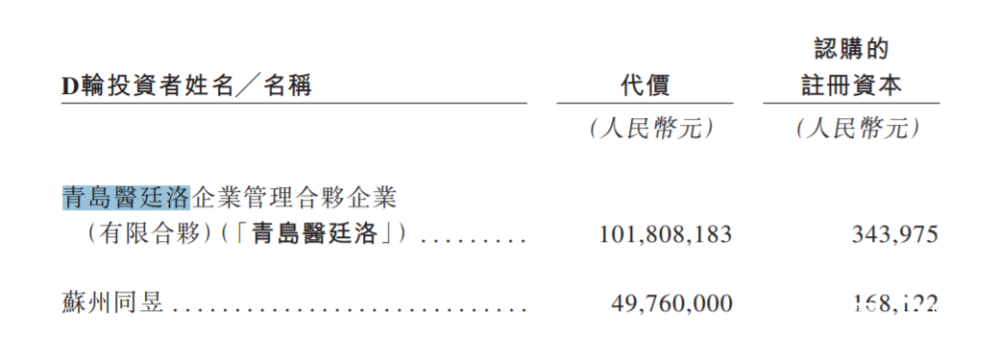 認購的
D輪投資者姓名／名稱 代價 註冊資本
(人民幣元) (人民幣元)
青島醫廷洛企業管理合夥企業
(有限合夥)(「青島醫廷洛」) ......... 101,808,183 343,975
蘇州同昱 ............................. 49,760,000 168,122